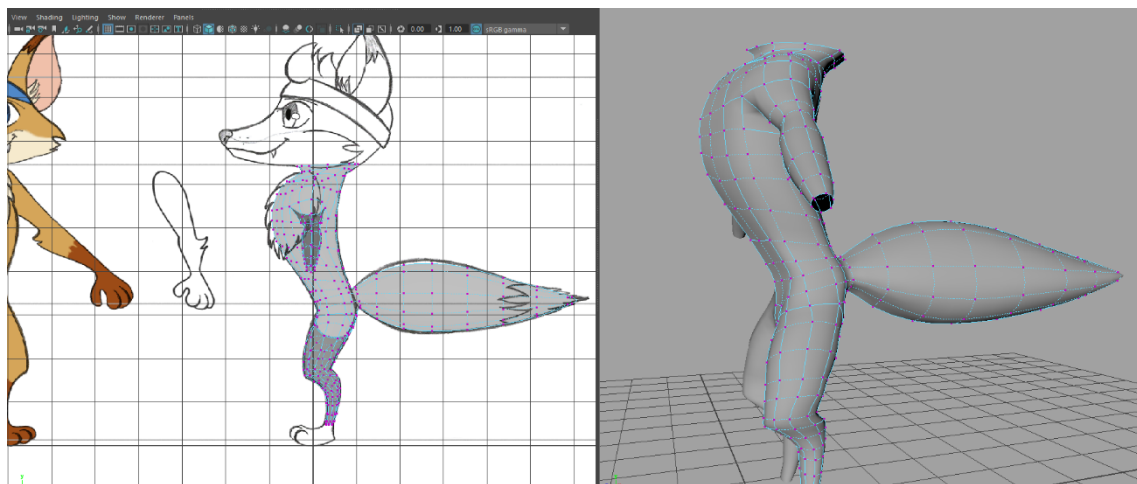 View Shading Lighting Show Renderer Panels
0.00 1.00 sRGB gamma